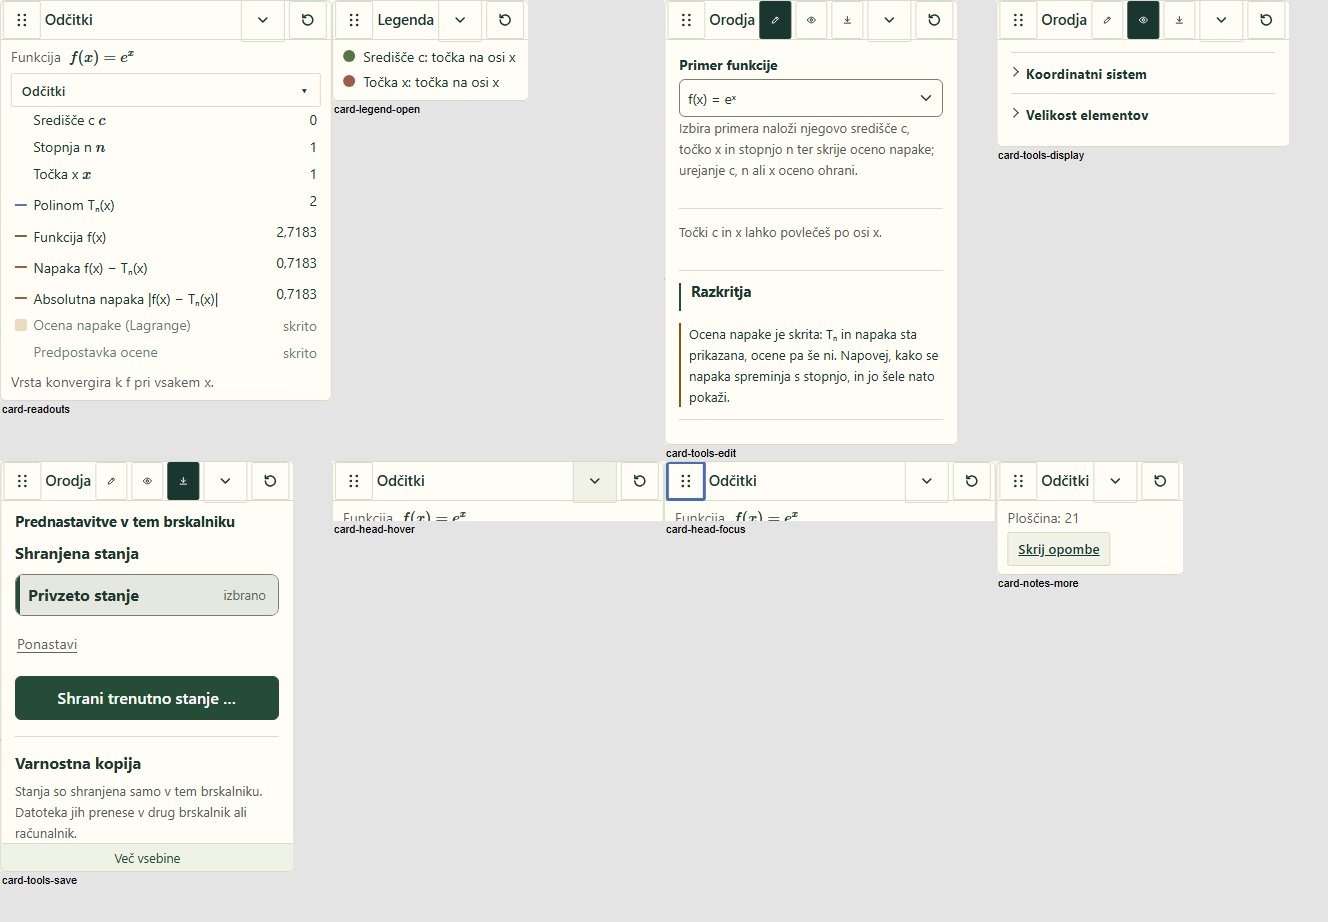 Odčitki
Funkcija f(x) = eˣ
Odčitki
Središče c c 0
Stopnja n n 1
Točka x x 1
Polinom Tₙ(x) 2
Funkcija f(x) 2,7183
Napaka f(x) − Tₙ(x) 0,7183
Absolutna napaka |f(x) − Tₙ(x)| 0,7183
Ocena napake (Lagrange) skrito
Predpostavka ocene skrito
Vrsta konvergira k f pri vsakem x.
card-readouts
Legenda
Središče c: točka na osi x
Točka x: točka na osi x
card-legend-open
Orodja
Primer funkcije
f(x) = eˣ
Izbira primera naloži njegovo središče c,
točko x in stopnjo n ter skrije oceno napake;
urejanje c, n ali x oceno ohrani.
Točki c in x lahko povlečeš po osi x.
Razkritja
Ocena napake je skrita: Tₙ in napaka sta
prikazana, ocene pa še ni. Napovej, kako se
napaka spreminja s stopnjo, in jo šele nato
pokaži.
card-tools-edit
Orodja
Koordinatni sistem
Velikost elementov
card-tools-display
Orodja
Prednastavitve v tem brskalniku
Shranjena stanja
Privzeto stanje izbrano
Ponastavi
Shrani trenutno stanje ...
Varnostna kopija
Stanja so shranjena samo v tem brskalniku.
Datoteka jih prenese v drug brskalnik ali
računalnik.
Več vsebine
card-tools-save
Odčitki
Funkcija f(x) = eˣ
card-head-hover
Odčitki
Funkcija f(x) = eˣ
card-head-focus
Odčitki
Ploščina: 21
Skrij opombe
card-notes-more